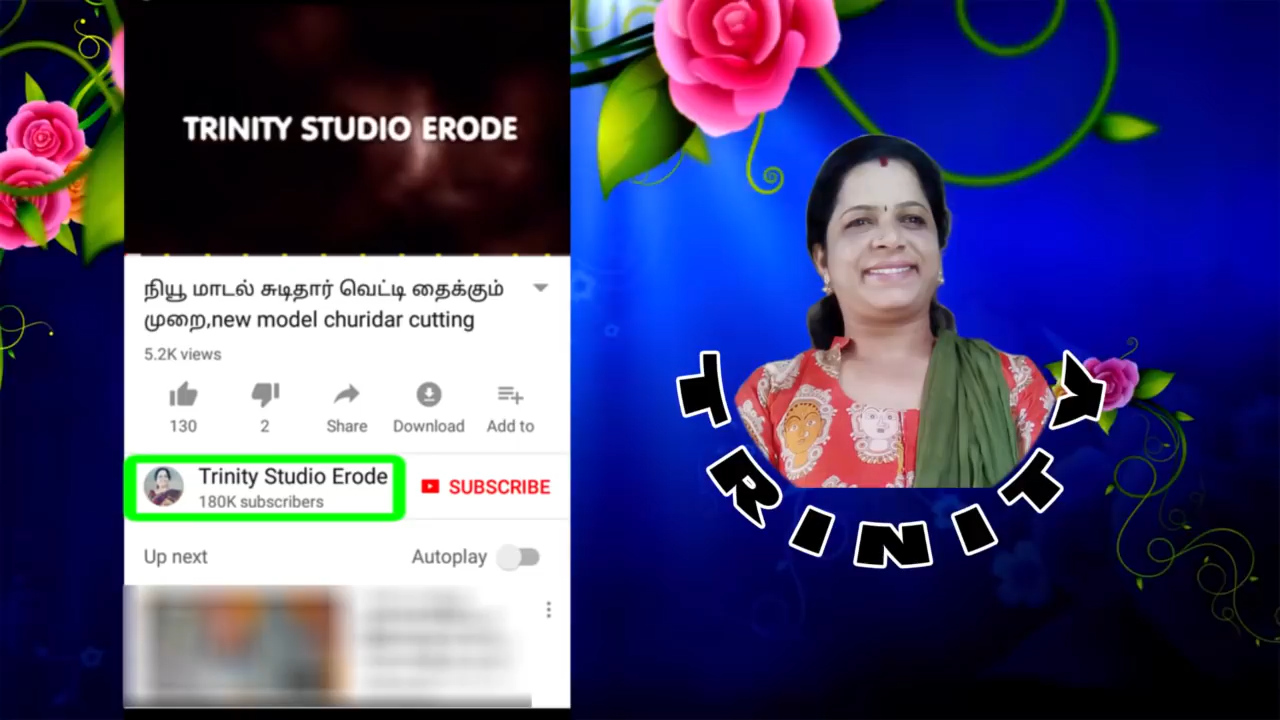 TRINITY STUDIO ERODE
நியூ மாடல் சுடிதார் வெட்டி தைக்கும்
முறை,new model churidar cutting
5.2K views
130
2
Share
Download
Add to
Trinity Studio Erode
180K subscribers
SUBSCRIBE
Up next
Autoplay
TRINITY